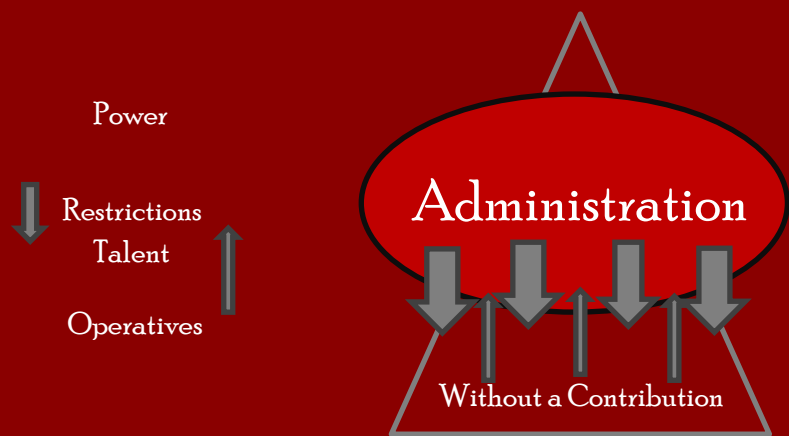 Power
Restrictions
Talent
Operatives
Administration
Without a Contribution